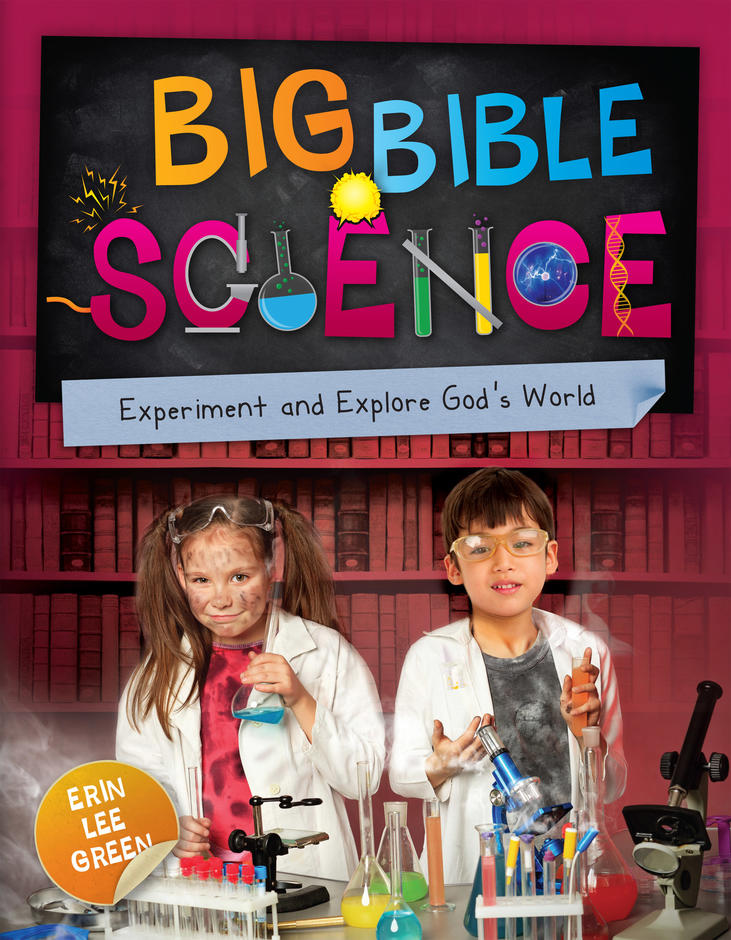 BIG BIBLE
SCIENCE
Experiment and Explore God's World
ERIN
LEE
GREEN